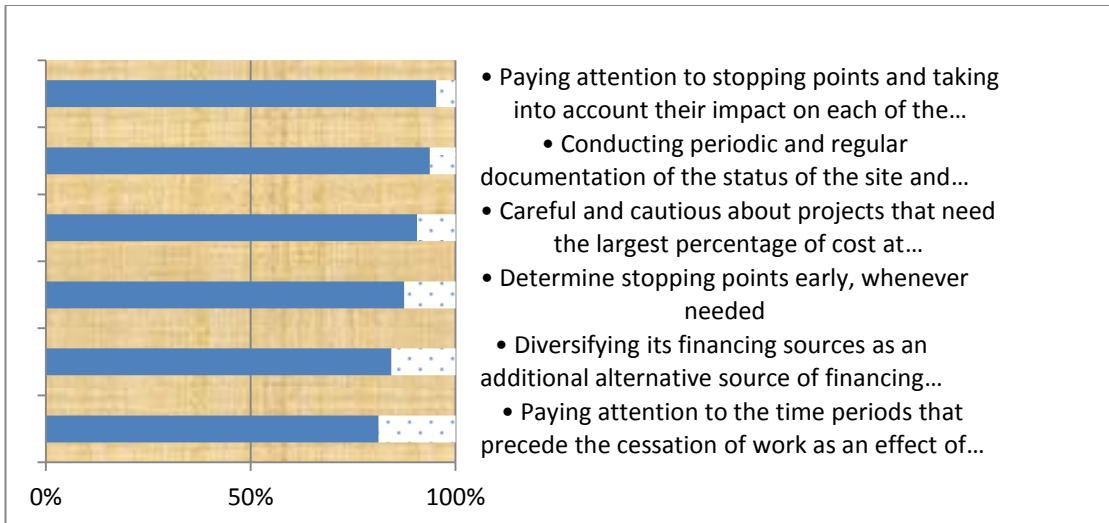 • Paying attention to stopping points and taking
into account their impact on each of the…
• Conducting periodic and regular
documentation of the status of the site and…
• Careful and cautious about projects that need
the largest percentage of cost at…
• Determine stopping points early, whenever
needed
• Diversifying its financing sources as an
additional alternative source of financing…
• Paying attention to the time periods that
precede the cessation of work as an effect of…
0% 50% 100%